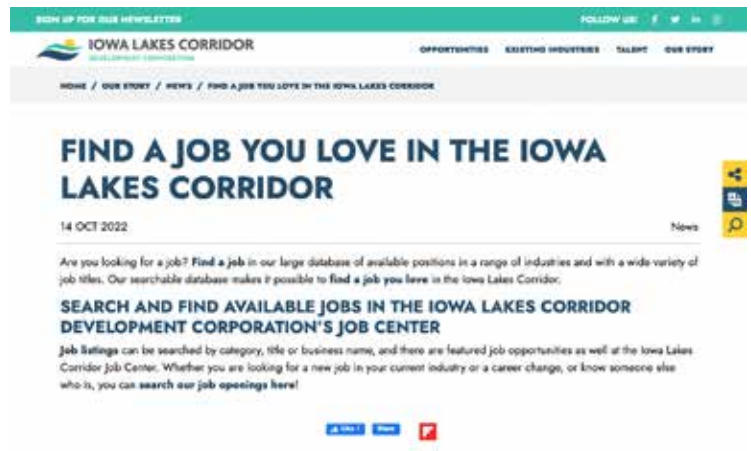 SIGN UP FOR OUR NEWSLETTER
FOLLOW US:
IOWA LAKES CORRIDOR
DEVELOPMENT CORPORATION
OPPORTUNITIES EXISTING INDUSTRIES TALENT OUR STORY
HOME / OUR STORY / NEWS / FIND A JOB YOU LOVE IN THE IOWA LAKES CORRIDOR
FIND A JOB YOU LOVE IN THE IOWA
LAKES CORRIDOR
14 OCT 2022
News
Are you looking for a job? Find a job in our large database of available positions in a range of industries and with a wide variety of
job titles. Our searchable database makes it possible to find a job you love in the Iowa Lakes Corridor.
SEARCH AND FIND AVAILABLE JOBS IN THE IOWA LAKES CORRIDOR
DEVELOPMENT CORPORATION'S JOB CENTER
Job listings can be searched by category, title or business name, and there are featured job opportunities as well at the Iowa Lakes
Corridor Job Center. Whether you are looking for a new job in your current industry or a career change, or know someone else
who is, you can search our job openings here!
Like 1 Share